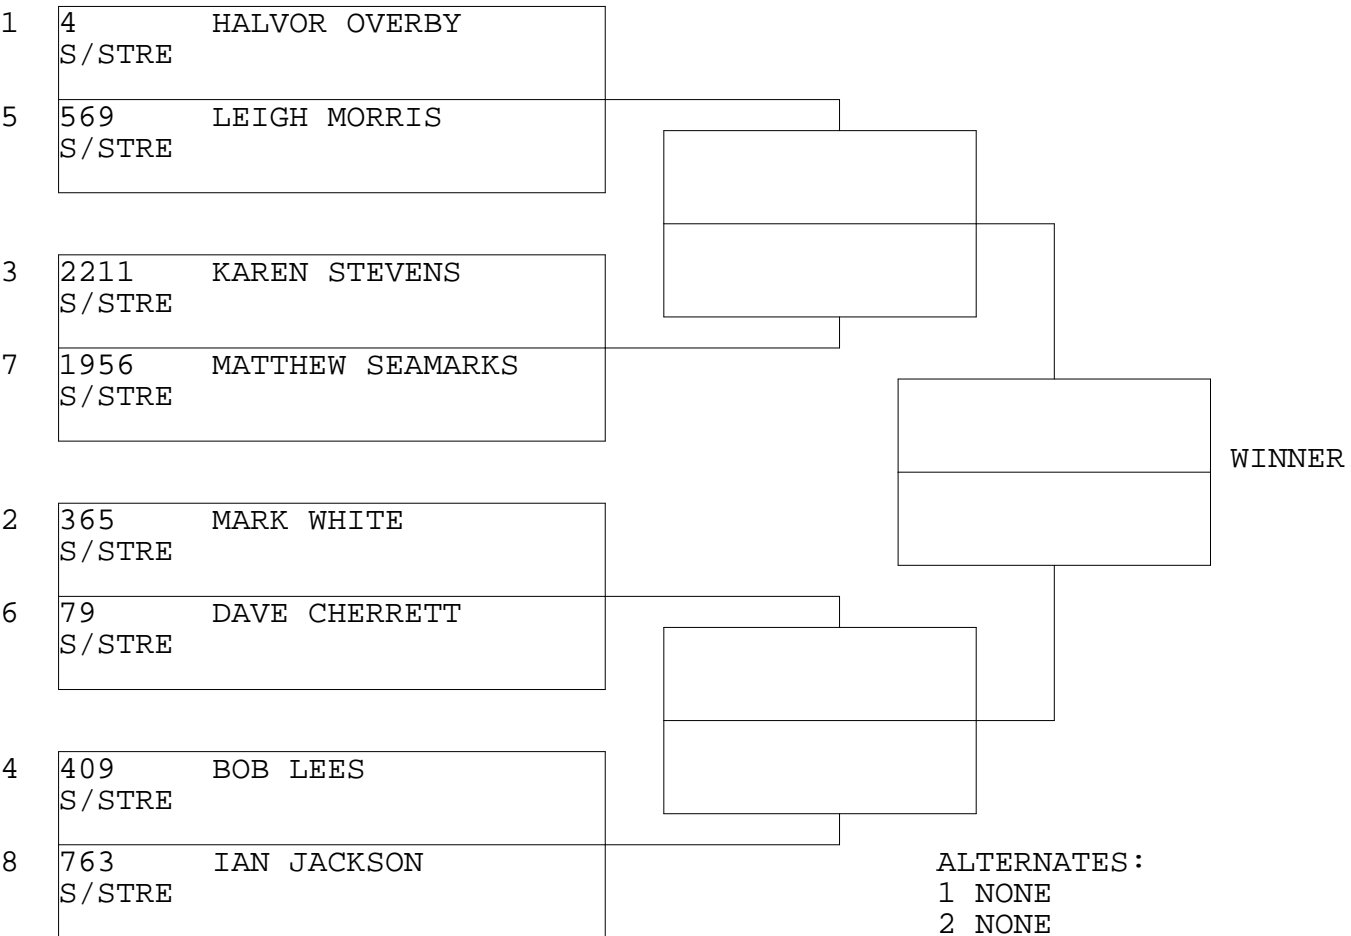 1 4 HALVOR OVERBY
S/STRE
5 569 LEIGH MORRIS
S/STRE
3 2211 KAREN STEVENS
S/STRE
7 1956 MATTHEW SEAMARKS
S/STRE
WINNER
2 365 MARK WHITE
S/STRE
6 79 DAVE CHERRETT
S/STRE
4 409 BOB LEES
S/STRE
8 763 IAN JACKSON
S/STRE
ALTERNATES:
1 NONE
2 NONE